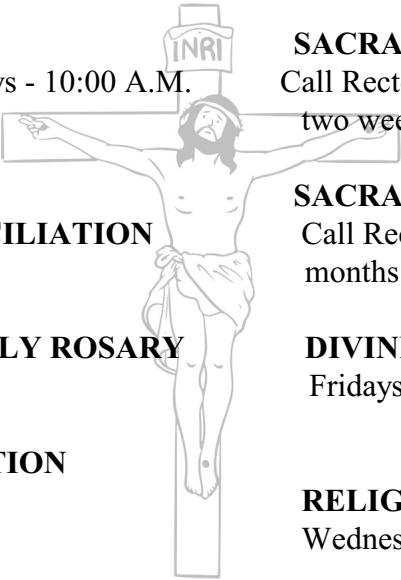 INRI
ys - 10:00 A.M.
CILIATION
LY ROSARY
TION
SACRA
Call Rect
two wee
SACRA
Call Rec
months
DIVIN
Fridays
RELIG
Wednes